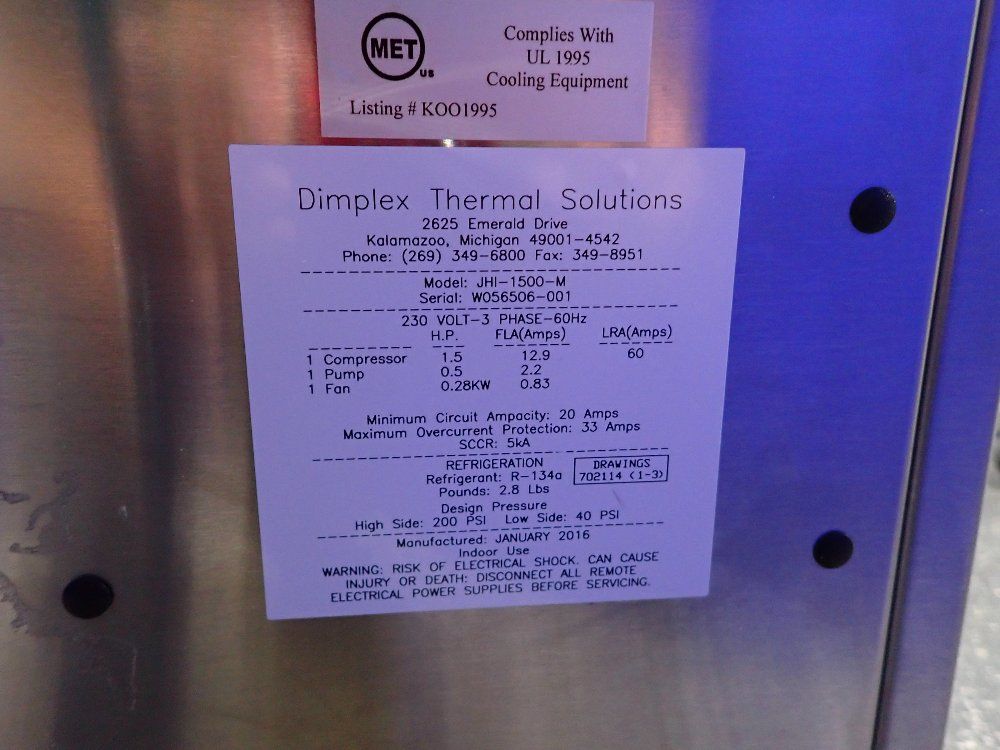 MET
US
Complies With
UL 1995
Cooling Equipment
Listing # KOO1995
Dimplex Thermal Solutions
2625 Emerald Drive
Kalamazoo, Michigan 49001-4542
Phone: (269) 349-6800 Fax: 349-8951
Model: JHI-1500-M
Serial: W056506-001
230 VOLT-3 PHASE-60Hz
H.P. FLA(Amps) LRA(Amps)
1 Compressor 1.5 12.9 60
1 Pump 0.5 2.2
1 Fan 0.28KW 0.83
Minimum Circuit Ampacity: 20 Amps
Maximum Overcurrent Protection: 33 Amps
SCCR: 5kA
REFRIGERATION
Refrigerant: R-134a
Pounds: 2.8 Lbs
DRAWINGS
702114 (1-3)
Design Pressure
High Side: 200 PSI Low Side: 40 PSI
Manufactured: JANUARY 2016
Indoor Use
WARNING: RISK OF ELECTRICAL SHOCK. CAN CAUSE
INJURY OR DEATH: DISCONNECT ALL REMOTE
ELECTRICAL POWER SUPPLIES BEFORE SERVICING.